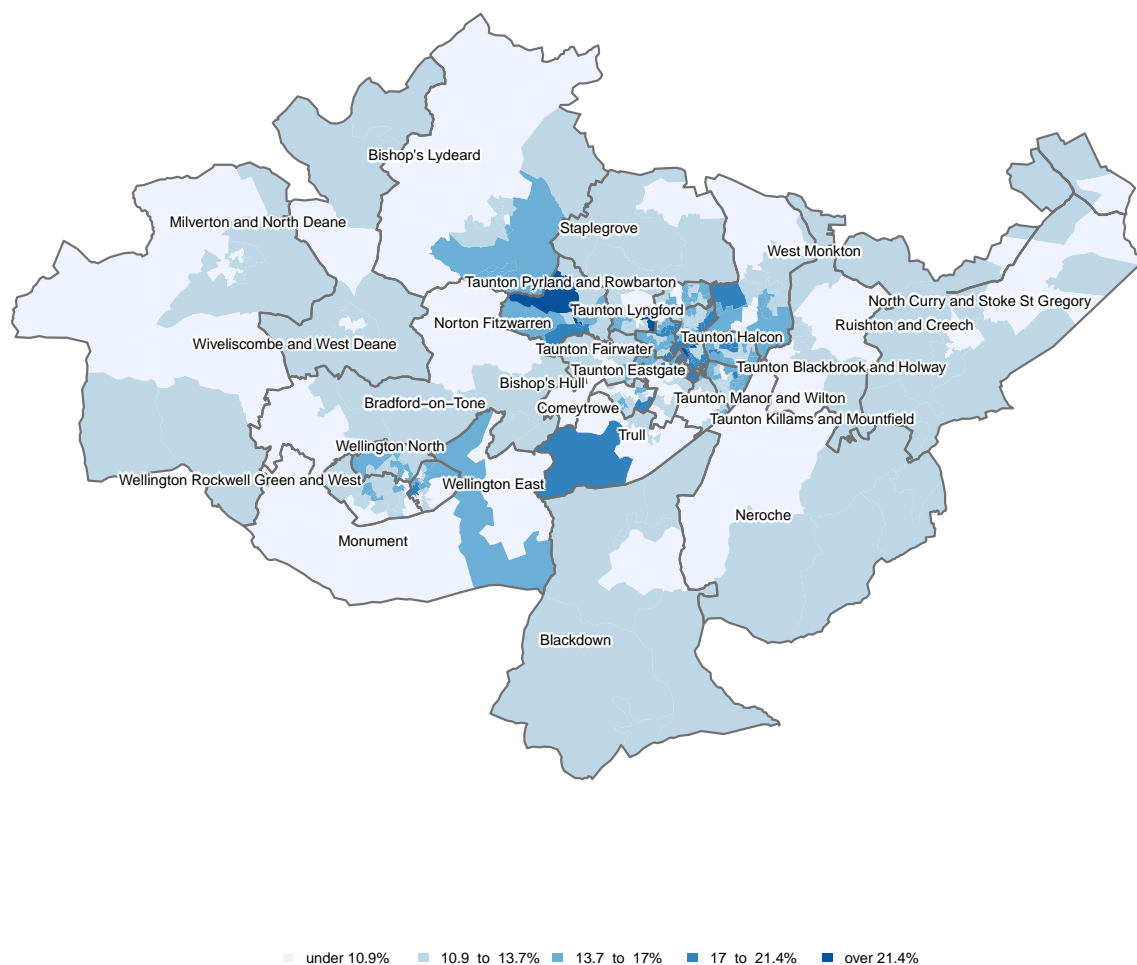 Bishop's Lydeard
Milverton and North Deane
Staplegrove
West Monkton
Taunton Pyrland and Rowbarton
North Curry and Stoke St Gregory
Taunton Lyngford
Norton Fitzwarren
Ruishton and Creech
Taunton Halcon
Wiveliscombe and West Deane
Taunton Fairwater
Taunton Blackbrook and Holway
Taunton Eastgate
Bishop's Hull
Taunton Manor and Wilton
Bradford−on−Tone
Comeytrowe
Taunton Killams and Mountfield
Trull
Wellington North
Wellington Rockwell Green and West
Wellington East
Neroche
Monument
Blackdown
under 10.9% 10.9 to 13.7% 13.7 to 17% 17 to 21.4% over 21.4%